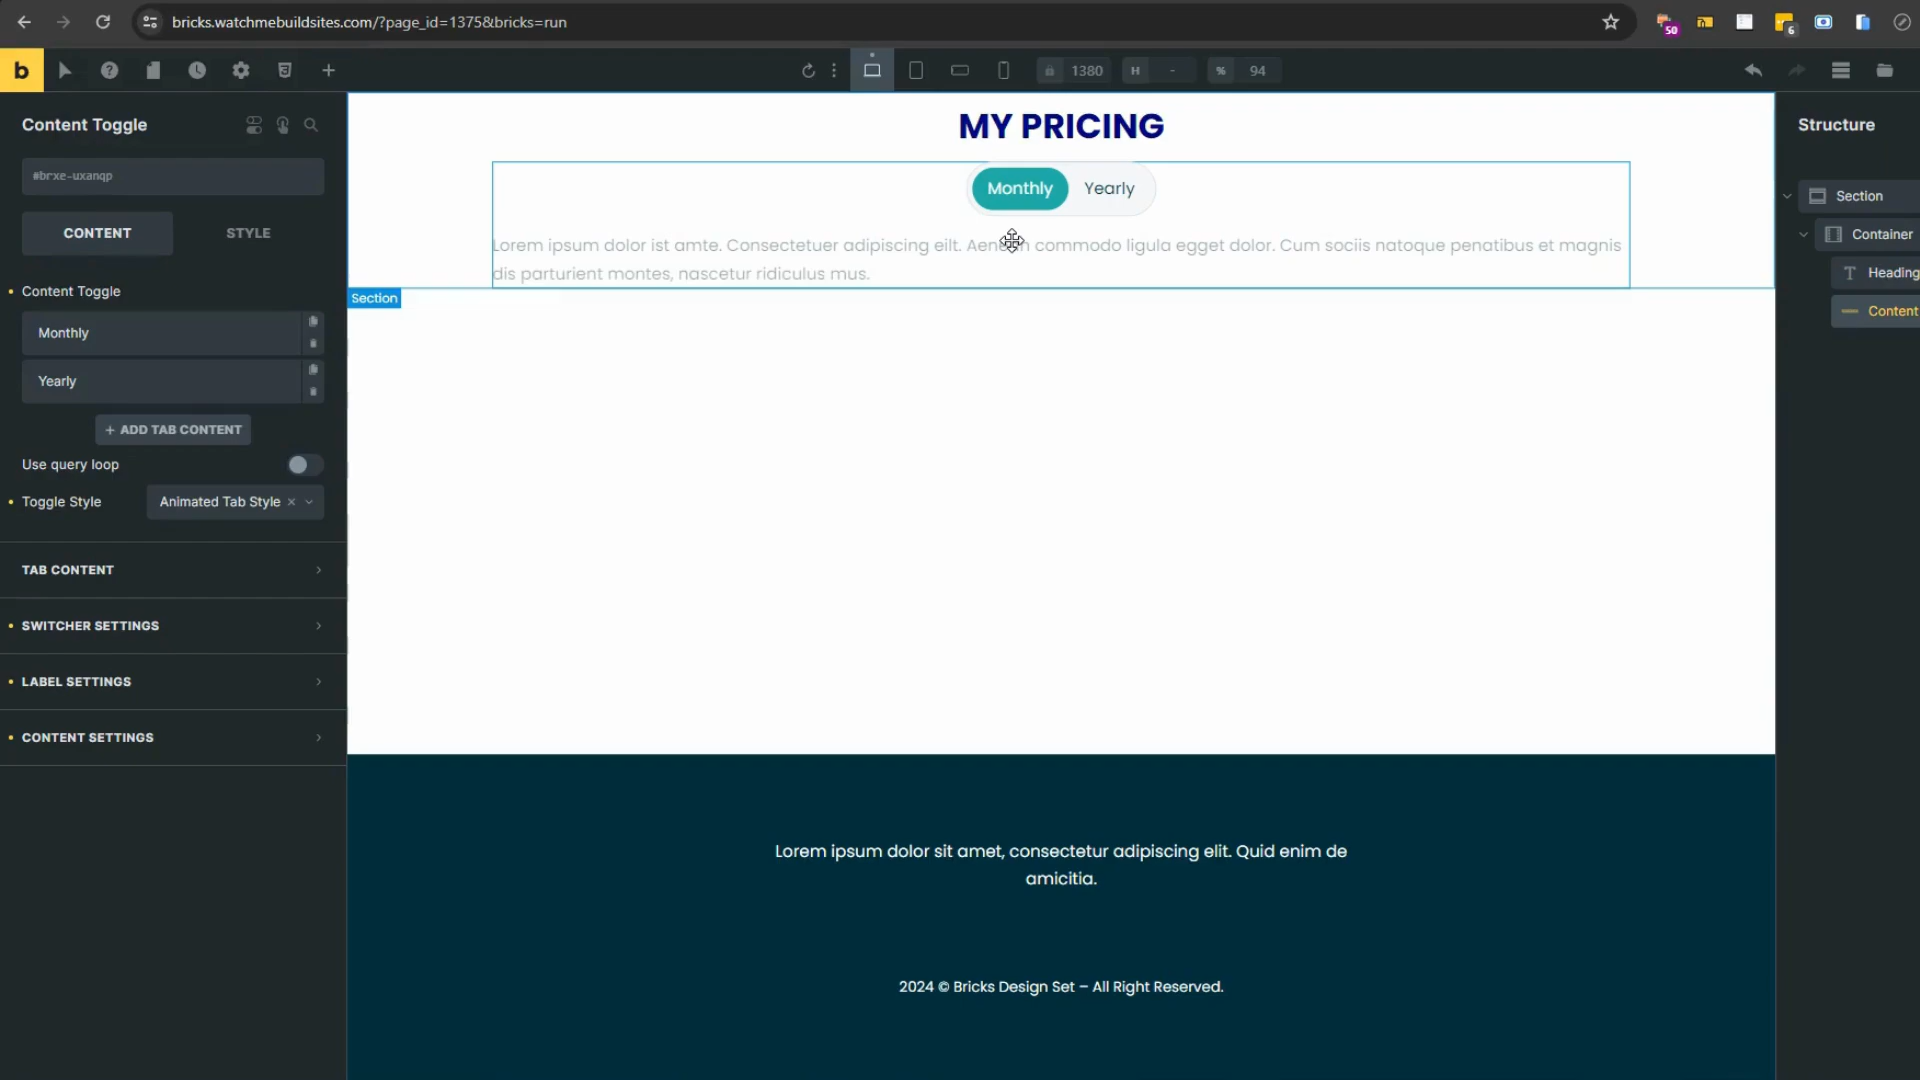 bricks.watchmebuildsites.com/?page_id=1375&bricks=run
50
6
b
1380
H
-
%
94
Content Toggle
#brxe-uxanqp
CONTENT
STYLE
Content Toggle
Monthly
Yearly
+ ADD TAB CONTENT
Use query loop
Toggle Style
Animated Tab Style
TAB CONTENT
SWITCHER SETTINGS
LABEL SETTINGS
CONTENT SETTINGS
MY PRICING
Monthly
Yearly
Lorem ipsum dolor ist amte. Consectetuer adipiscing eilt. Aenean commodo ligula egget dolor. Cum sociis natoque penatibus et magnis
dis parturient montes, nascetur ridiculus mus.
Section
Lorem ipsum dolor sit amet, consectetur adipiscing elit. Quid enim de
amicitia.
2024 © Bricks Design Set – All Right Reserved.
Structure
Section
Container
Heading
Content